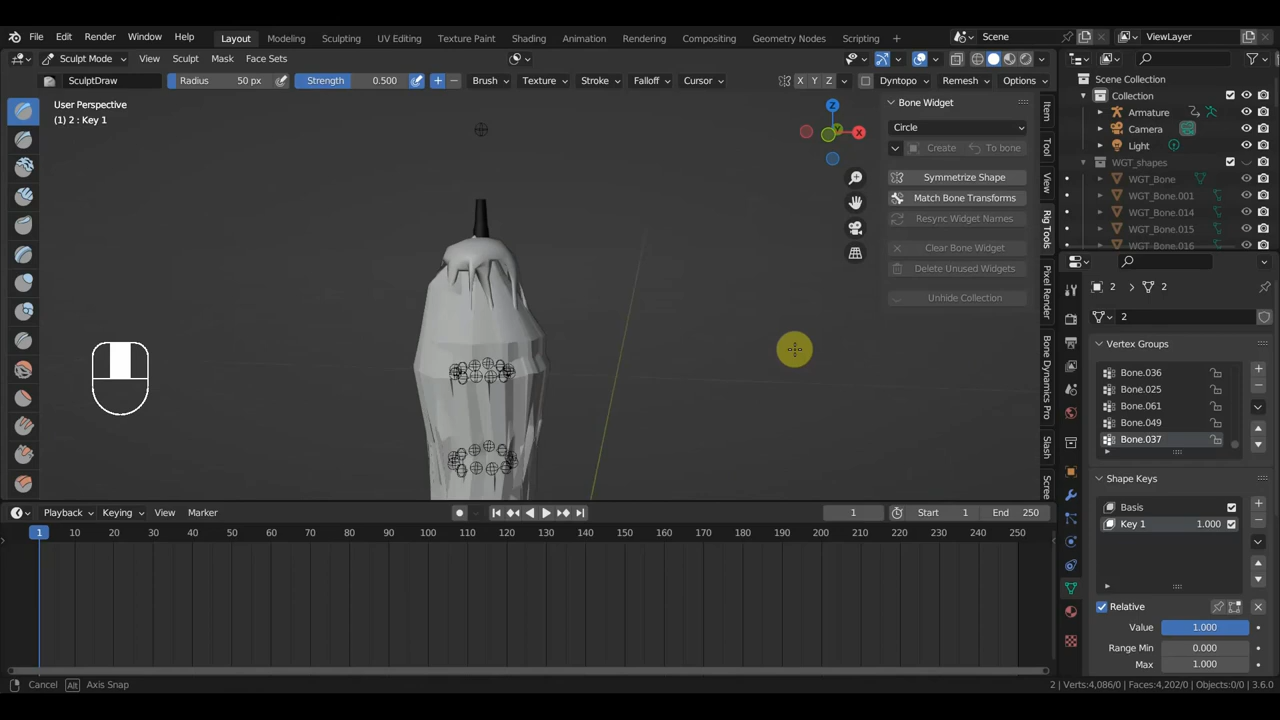 File Edit Render Window Help Layout Modeling Sculpting UV Editing Texture Paint Shading Animation Rendering Compositing Geometry Nodes Scripting + Scene ViewLayer
Sculpt Mode View Sculpt Mask Face Sets
SculptDraw Radius 50 px Strength 0.500 + − Brush Texture Stroke Falloff Cursor X Y Z Dyntopo Remesh Options
User Perspective
(1) 2 : Key 1
Z
X
Y
Bone Widget
Circle
Create To bone
Symmetrize Shape
Match Bone Transforms
Resync Widget Names
Clear Bone Widget
Delete Unused Widgets
Unhide Collection
Item
Tool
View
Rig Tools
Pixel Render
Bone Dynamics Pro
Slash
Scree
Scene Collection
Collection
Armature
Camera
Light
WGT_shapes
WGT_Bone
WGT_Bone.001
WGT_Bone.014
WGT_Bone.015
WGT_Bone.016
2 2
2
Vertex Groups
Bone.036
Bone.025
Bone.061
Bone.049
Bone.037
Shape Keys
Basis
Key 1 1.000
Relative
Value 1.000
Range Min 0.000
Max 1.000
Playback Keying View Marker 1 Start 1 End 250
1 10 20 30 40 50 60 70 80 90 100 110 120 130 140 150 160 170 180 190 200 210 220 230 240 250
Cancel Alt Axis Snap 2 | Verts:4,086/0 | Faces:4,202/0 | Objects:0/0 | 3.6.0